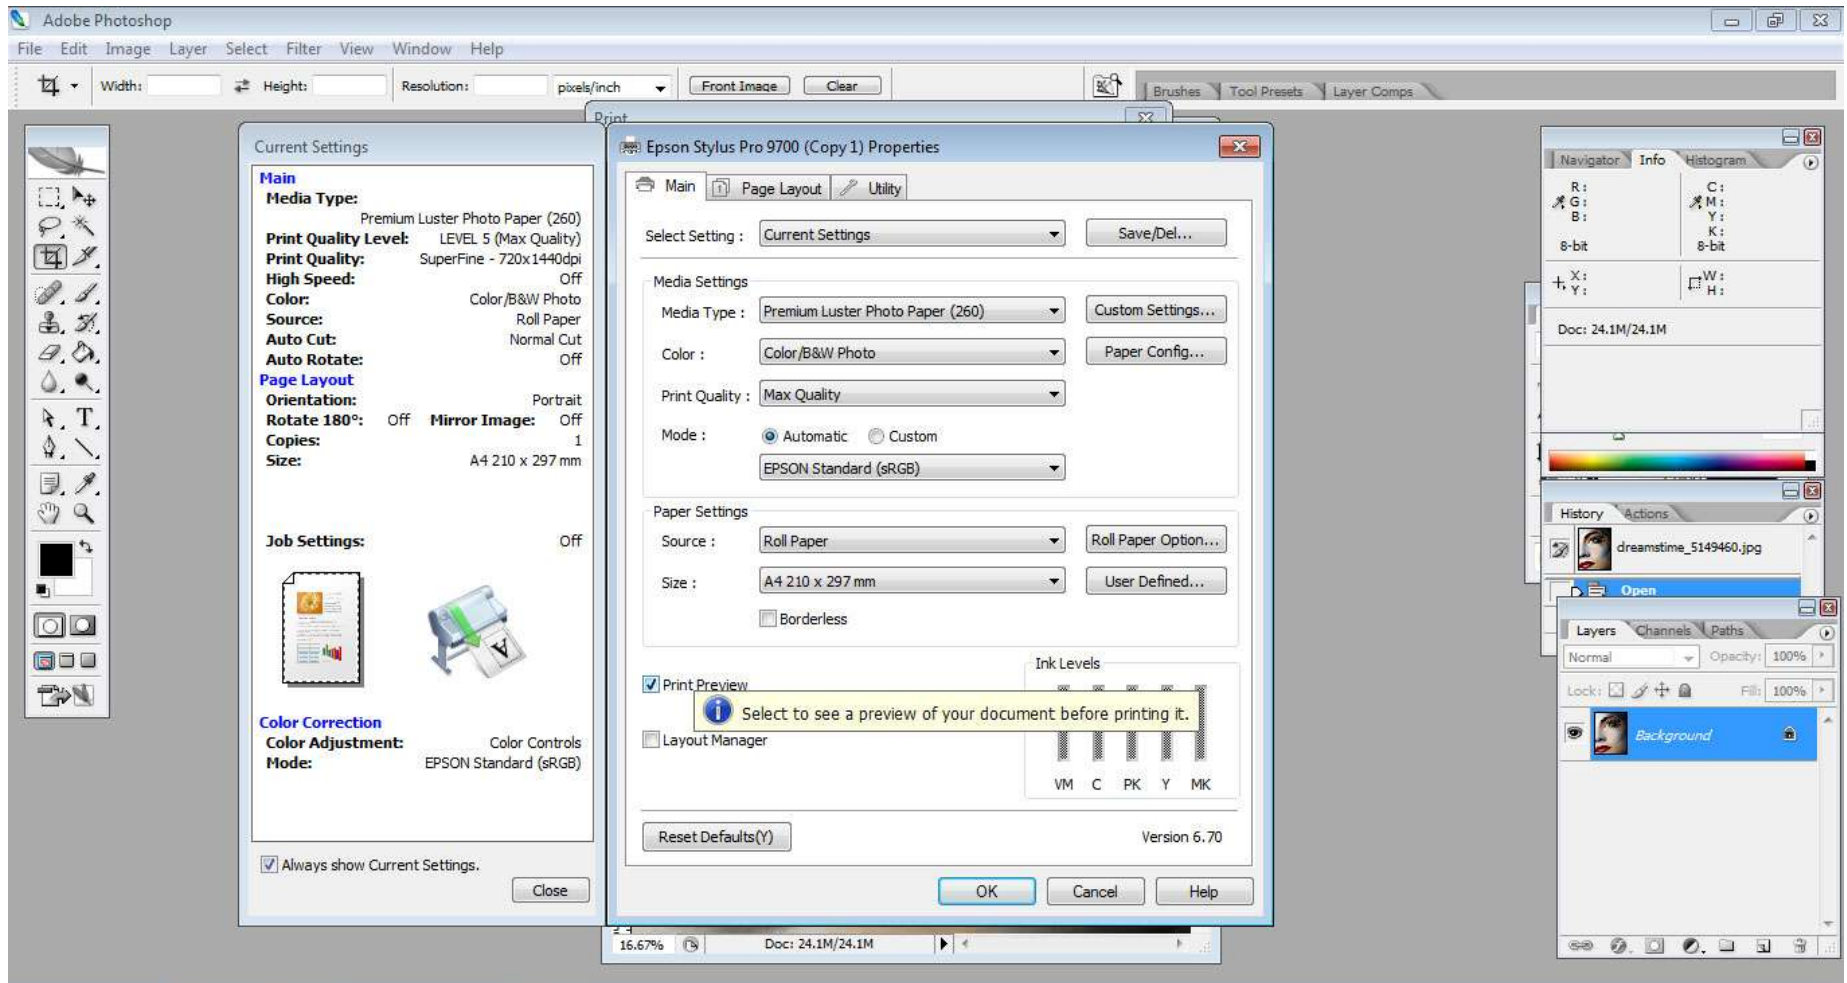 Adobe Photoshop
File Edit Image Layer Select Filter View Window Help
Width: Height: Resolution: pixels/inch Front Image Clear
Brushes Tool Presets Layer Comps
Print
Current Settings
Main
Media Type:
Premium Luster Photo Paper (260)
Print Quality Level: LEVEL 5 (Max Quality)
Print Quality: SuperFine - 720x1440dpi
High Speed: Off
Color: Color/B&W Photo
Source: Roll Paper
Auto Cut: Normal Cut
Auto Rotate: Off
Page Layout
Orientation: Portrait
Rotate 180°: Off Mirror Image: Off
Copies: 1
Size: A4 210 x 297 mm
Job Settings: Off
A
Color Correction
Color Adjustment: Color Controls
Mode: EPSON Standard (sRGB)
Always show Current Settings.
Close
Epson Stylus Pro 9700 (Copy 1) Properties
Main 1 Page Layout Utility
Select Setting : Current Settings Save/Del...
Media Settings
Media Type : Premium Luster Photo Paper (260) Custom Settings...
Color : Color/B&W Photo Paper Config...
Print Quality : Max Quality
Mode : Automatic Custom
EPSON Standard (sRGB)
Paper Settings
Source : Roll Paper Roll Paper Option...
Size : A4 210 x 297 mm User Defined...
Borderless
Ink Levels
Print Preview
Select to see a preview of your document before printing it.
Layout Manager
VM C PK Y MK
Reset Defaults(Y) Version 6.70
OK Cancel Help
16.67% Doc: 24.1M/24.1M
Navigator Info Histogram
R: C:
G: M:
B: Y:
K:
8-bit 8-bit
X: W:
Y: H:
Doc: 24.1M/24.1M
History Actions
dreamstime_5149460.jpg
Open
Layers Channels Paths
Normal Opacity: 100%
Lock: Fill: 100%
Background
T